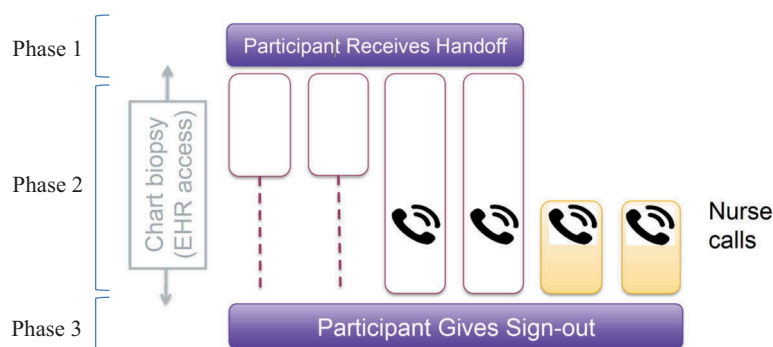 Phase 1
Participant Receives Handoff
Phase 2
Chart biopsy
(EHR access)
Nurse
calls
Phase 3
Participant Gives Sign-out